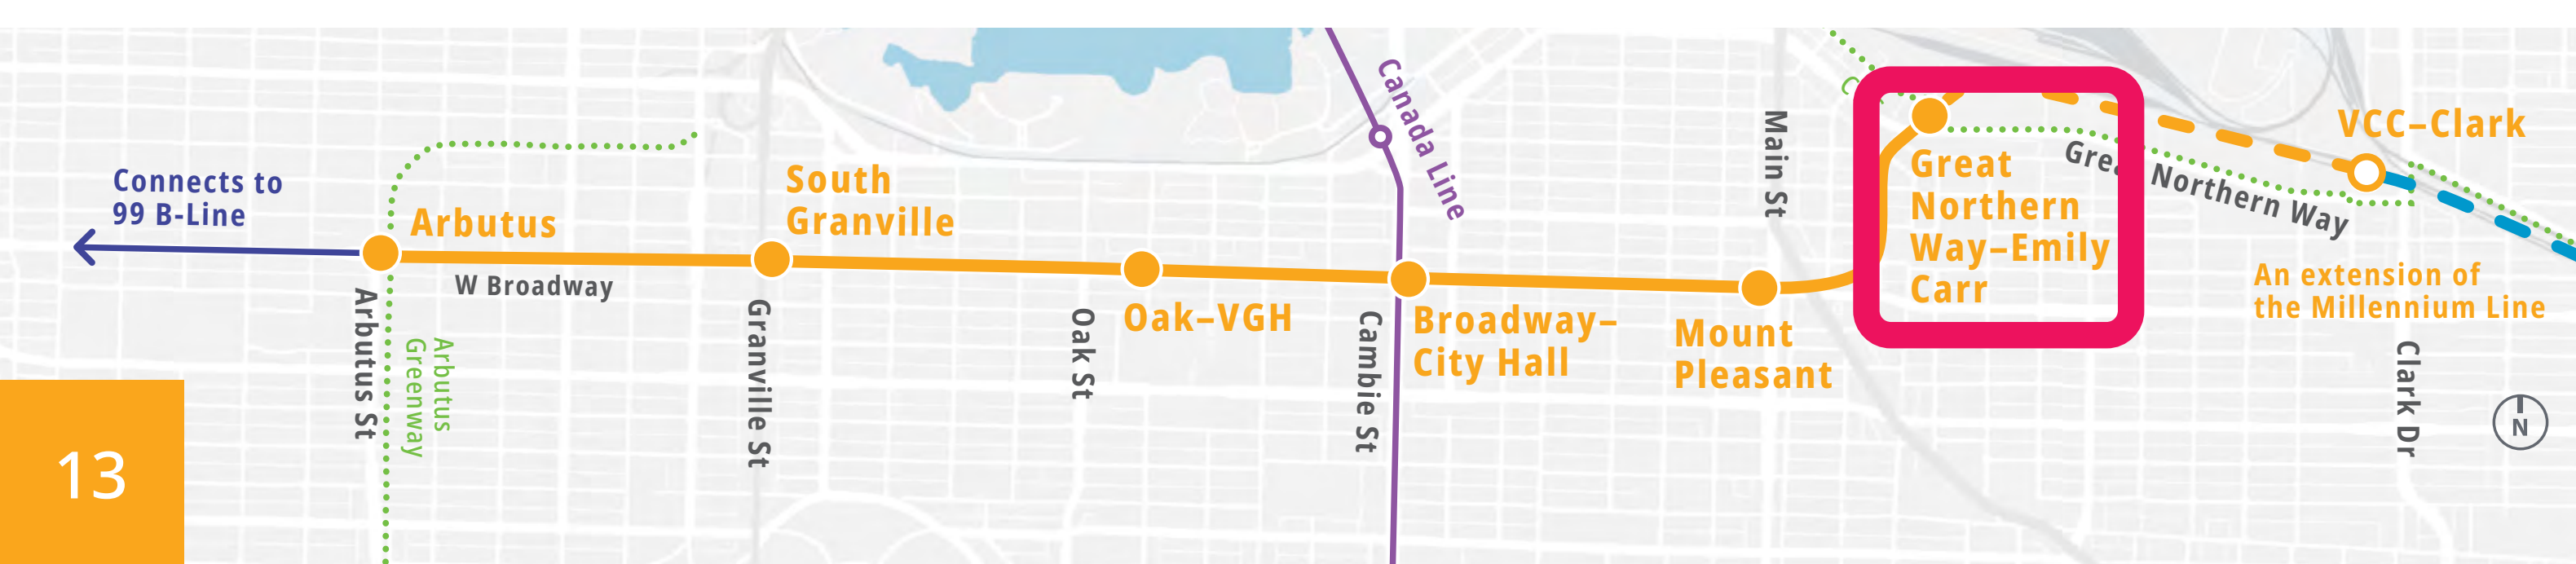 Connects to
99 B-Line
Arbutus
W Broadway
Arbutus St
Arbutus
Greenway
South
Granville
Granville St
Oak St
Oak–VGH
Canada Line
Cambie St
Broadway–
City Hall
Main St
Mount
Pleasant
C
Great
Northern
Way–Emily
Carr
Northern Way
VCC–Clark
An extension of
the Millennium Line
Clark Dr
N
13